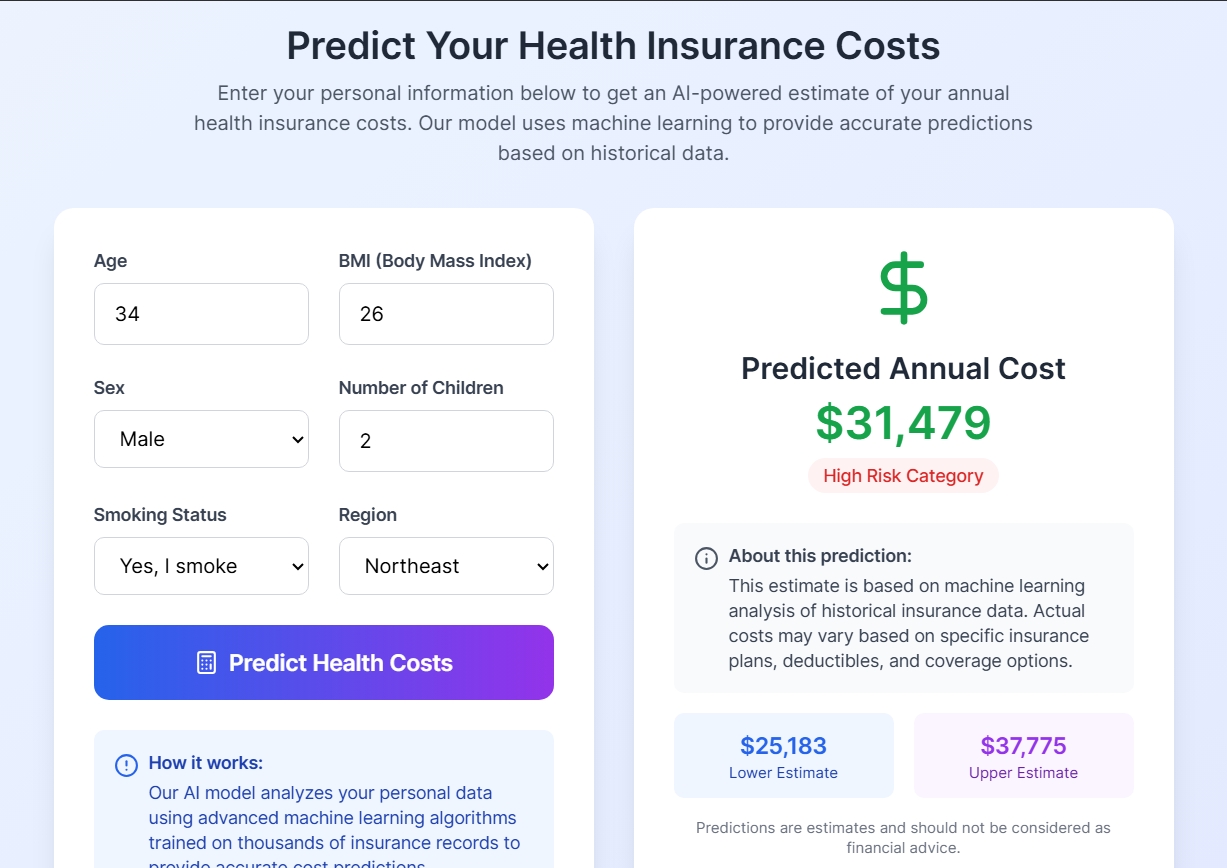 Predict Your Health Insurance Costs
Enter your personal information below to get an AI-powered estimate of your annual
health insurance costs. Our model uses machine learning to provide accurate predictions
based on historical data.
Age
34
BMI (Body Mass Index)
26
Sex
Male
Number of Children
2
Smoking Status
Yes, I smoke
Region
Northeast
Predict Health Costs
How it works:
Our AI model analyzes your personal data
using advanced machine learning algorithms
trained on thousands of insurance records to
provide accurate cost predictions.
$
Predicted Annual Cost
$31,479
High Risk Category
About this prediction:
This estimate is based on machine learning
analysis of historical insurance data. Actual
costs may vary based on specific insurance
plans, deductibles, and coverage options.
$25,183
Lower Estimate
$37,775
Upper Estimate
Predictions are estimates and should not be considered as
financial advice.